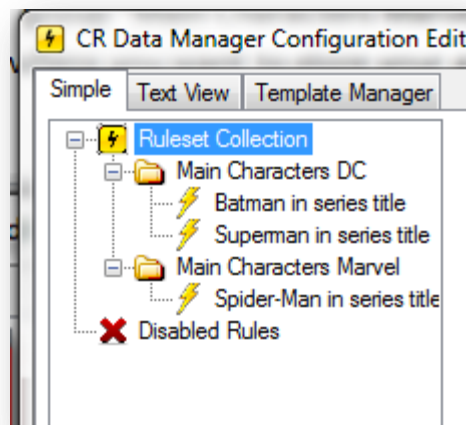 CR Data Manager Configuration Edit
Simple Text View Template Manager
Ruleset Collection
Main Characters DC
Batman in series title
Superman in series title
Main Characters Marvel
Spider-Man in series title
Disabled Rules